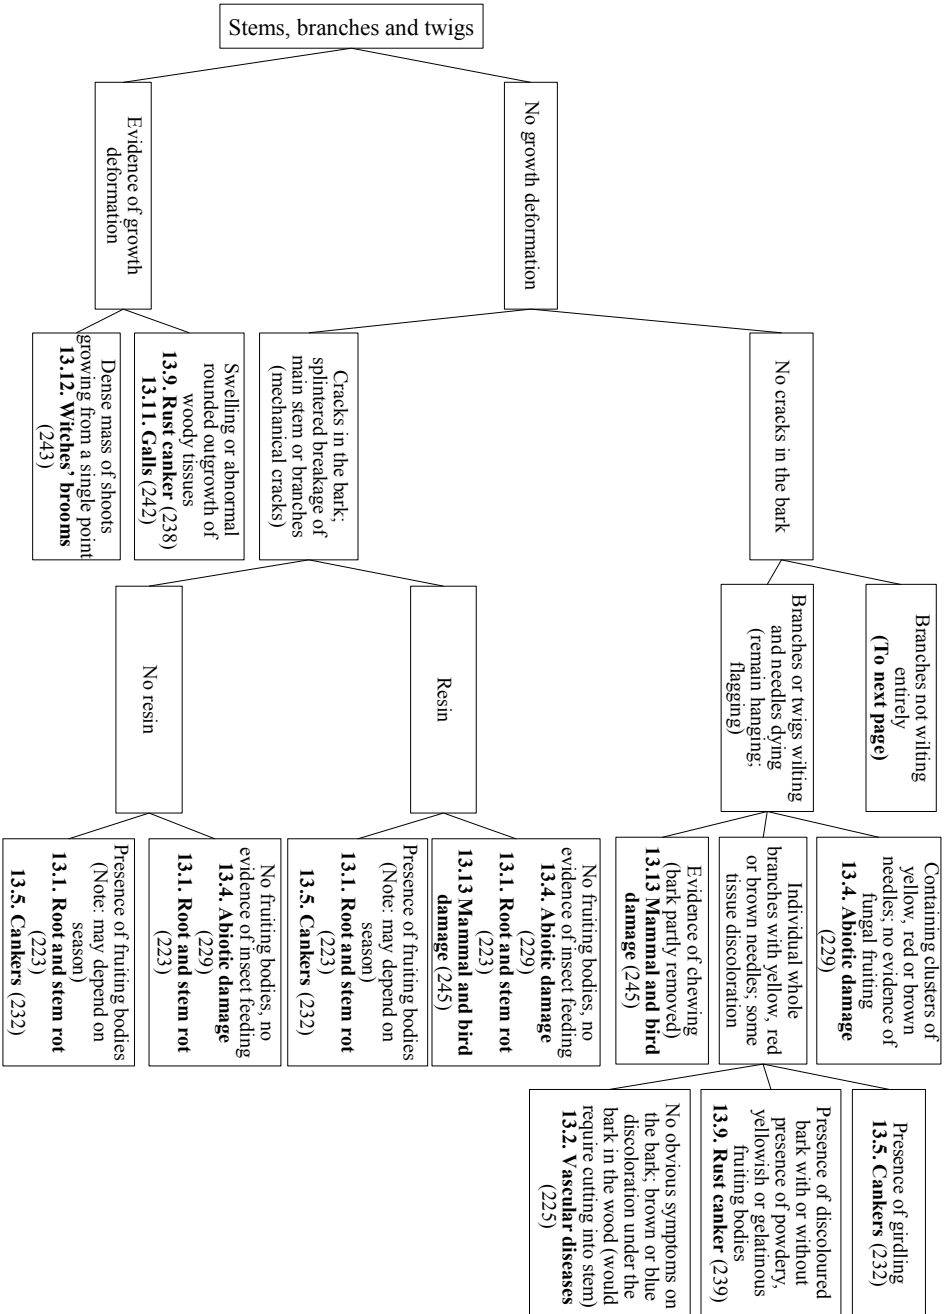 Stems, branches and twigs
No growth deformation
Evidence of growth
deformation
No cracks in the bark
Cracks in the bark;
splintered breakage of
main stem or branches
(mechanical cracks)
Swelling or abnormal
rounded outgrowth of
woody tissues
13.9. Rust canker (238)
13.11. Galls (242)
Dense mass of shoots
growing from a single point
13.12. Witches’ brooms
(243)
Branches not wilting
entirely
(To next page)
Branches or twigs wilting
and needles dying
(remain hanging;
flagging)
Resin
No resin
Containing clusters of
yellow, red or brown
needles; no evidence of
fungal fruiting
13.4. Abiotic damage
(229)
Individual whole
branches with yellow, red
or brown needles; some
tissue discoloration
Evidence of chewing
(bark partly removed)
13.13 Mammal and bird
damage (245)
No fruiting bodies, no
evidence of insect feeding
13.4. Abiotic damage
(229)
13.1. Root and stem rot
(223)
13.13 Mammal and bird
damage (245)
Presence of fruiting bodies
(Note: may depend on
season)
13.1. Root and stem rot
(223)
13.5. Cankers (232)
No fruiting bodies, no
evidence of insect feeding
13.4. Abiotic damage
(229)
13.1. Root and stem rot
(223)
Presence of fruiting bodies
(Note: may depend on
season)
13.1. Root and stem rot
(223)
13.5. Cankers (232)
Presence of girdling
13.5. Cankers (232)
Presence of discoloured
bark with or without
presence of powdery,
yellowish or gelatinous
fruiting bodies
13.9. Rust canker (239)
No obvious symptoms on
the bark; brown or blue
discoloration under the
bark in the wood (would
require cutting into stem)
13.2. Vascular diseases
(225)